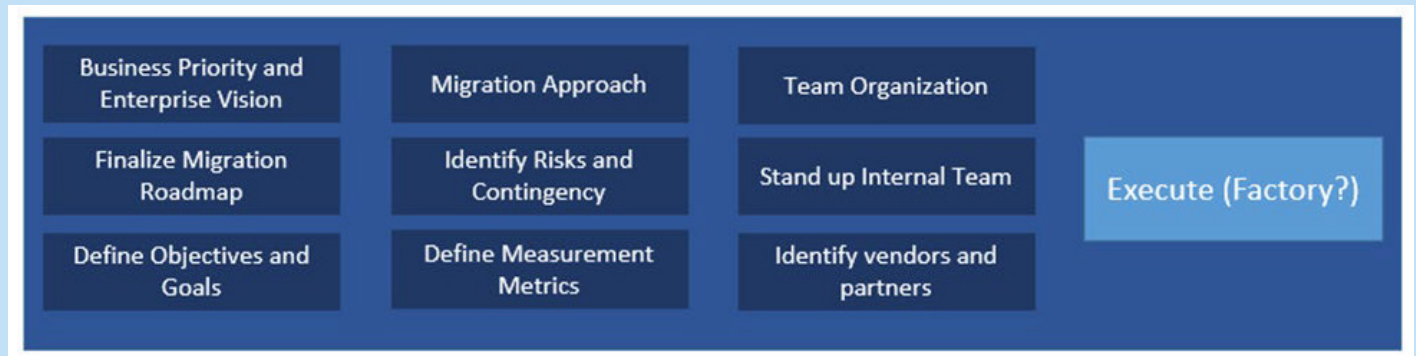 Business Priority and
Enterprise Vision
Migration Approach
Team Organization
Finalize Migration
Roadmap
Identify Risks and
Contingency
Stand up Internal Team
Execute (Factory?)
Define Objectives and
Goals
Define Measurement
Metrics
Identify vendors and
partners